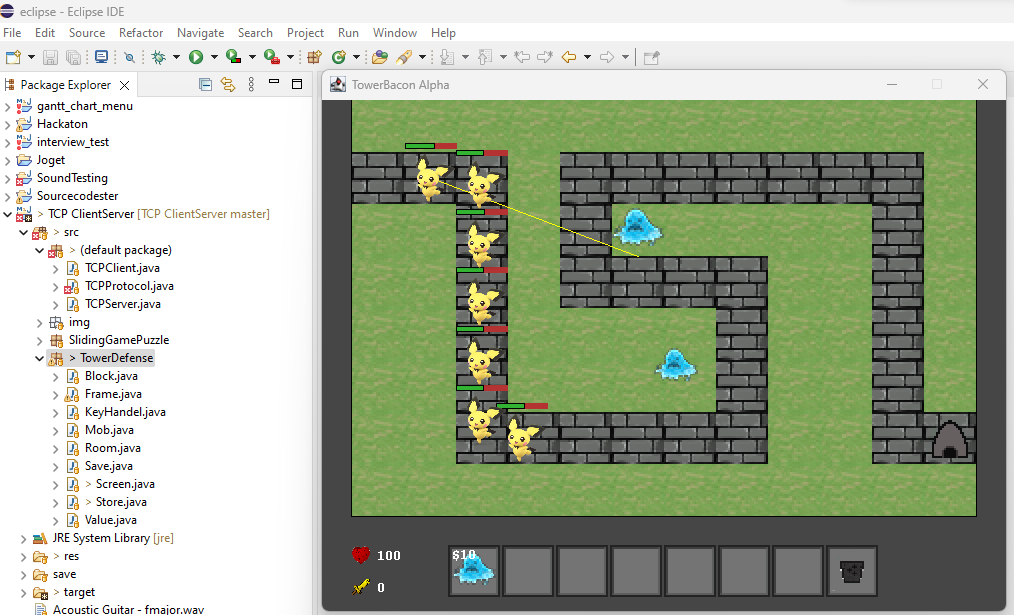 eclipse - Eclipse IDE
File Edit Source Refactor Navigate Search Project Run Window Help
Package Explorer
gantt_chart_menu
Hackaton
interview_test
Joget
SoundTesting
Sourcecodester
> TCP ClientServer [TCP ClientServer master]
> src
> (default package)
TCPClient.java
TCPProtocol.java
TCPServer.java
img
SlidingGamePuzzle
> TowerDefense
Block.java
Frame.java
KeyHandel.java
Mob.java
Room.java
Save.java
> Screen.java
> Store.java
Value.java
JRE System Library [jre]
> res
save
> target
Acoustic Guitar - fmajor.wav
TowerBacon Alpha
100
0
$10